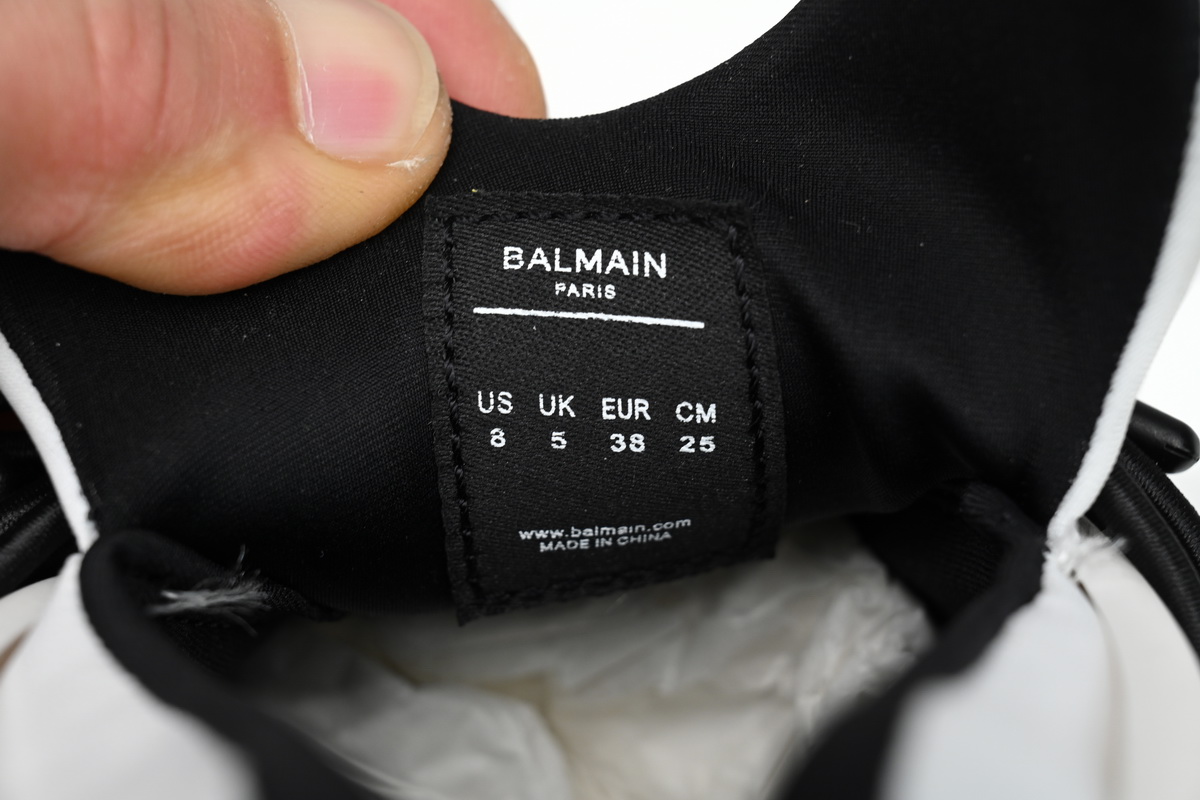 BALMAIN
PARIS
US UK EUR CM
8 5 38 25
www.balmain.com
MADE IN CHINA